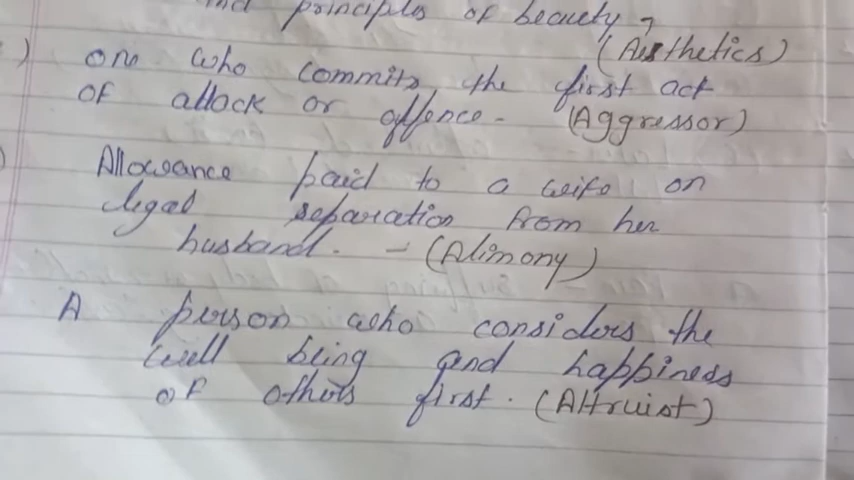 principles of beauty
(Aesthetics)
) one who commits the first act
of attack or offence - (Aggressor)
) Allowance paid to a wife on
legal separation from her
husband. - (Alimony)
A person who considers the
well being and happiness
of others first. (Altruist)